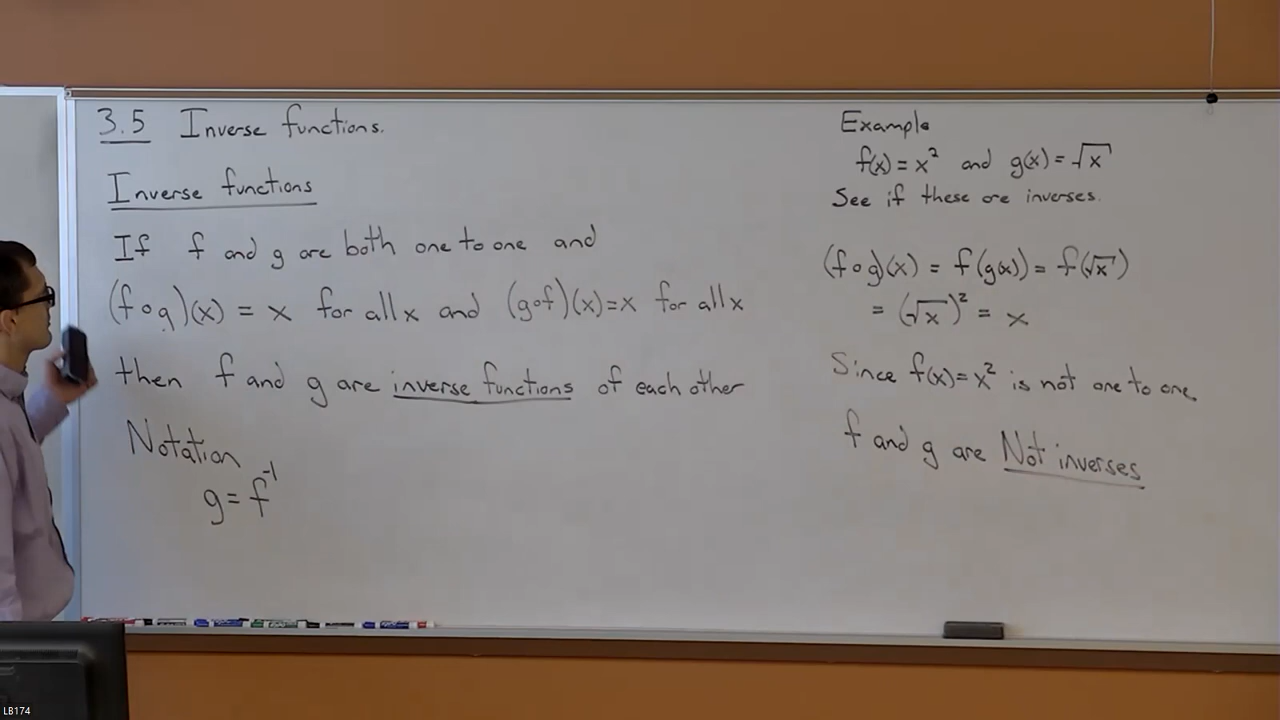 3.5 Inverse functions.
Inverse functions
If f and g are both one to one and
(f∘g)(x) = x for all x and (g∘f)(x)=x for all x
then f and g are inverse functions of each other
Notation
g = f⁻¹
Example
f(x) = x² and g(x) = √x
See if these are inverses.
(f∘g)(x) = f(g(x)) = f(√x)
= (√x)² = x
Since f(x)=x² is not one to one
f and g are Not inverses
LB174